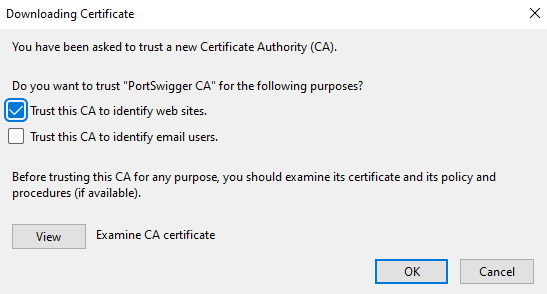 Downloading Certificate
You have been asked to trust a new Certificate Authority (CA).
Do you want to trust "PortSwigger CA" for the following purposes?
Trust this CA to identify web sites.
Trust this CA to identify email users.
Before trusting this CA for any purpose, you should examine its certificate and its policy and
procedures (if available).
View Examine CA certificate
OK Cancel